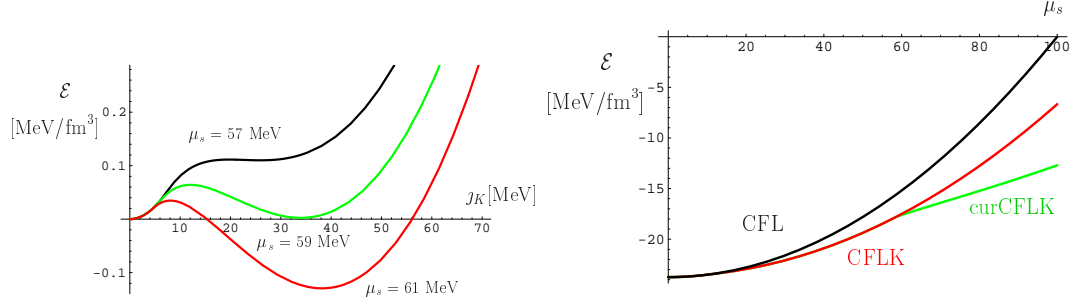 ℰ
[MeV/fm³]
0.2
0.1
-0.1
10 20 30 40 50 60 70
μₛ = 57 MeV
ȷ_K[MeV]
μₛ = 59 MeV
μₛ = 61 MeV
μₛ
20 40 60 80 100
ℰ
[MeV/fm³]
-5
-10
-15
-20
CFL
CFLK
curCFLK